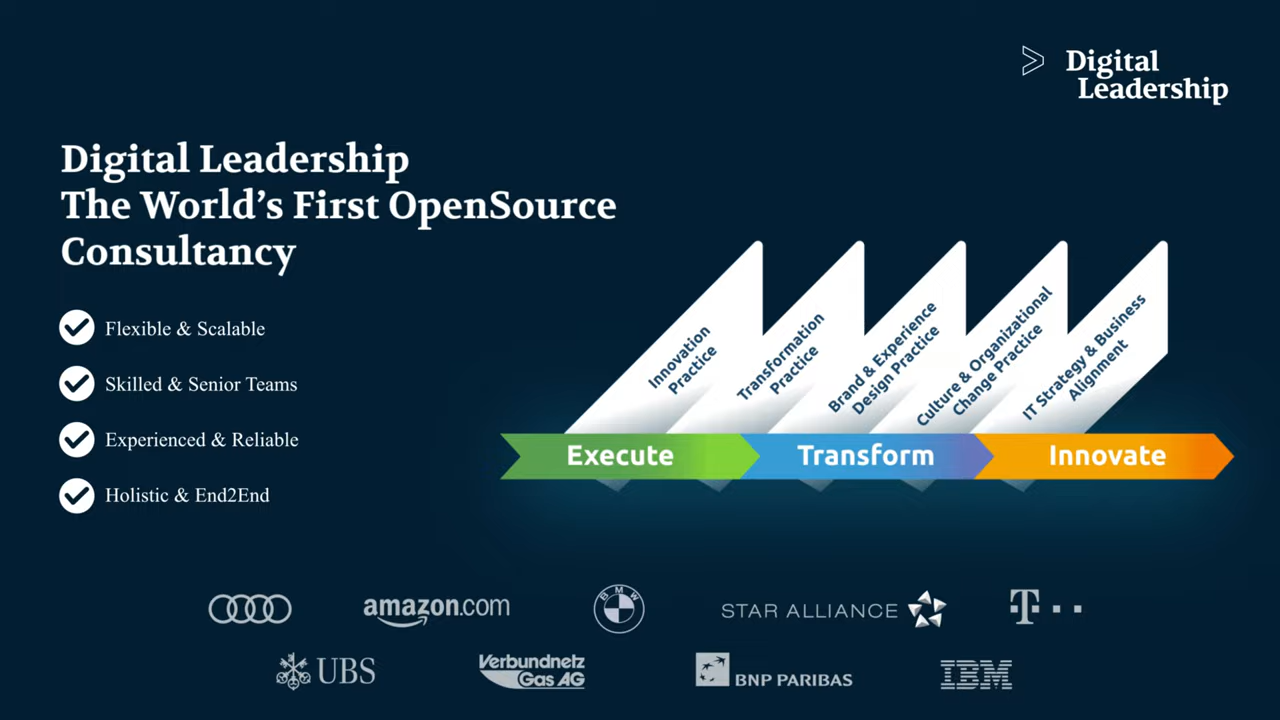 Digital
Leadership
Digital Leadership
The World's First OpenSource
Consultancy
Flexible & Scalable
Skilled & Senior Teams
Experienced & Reliable
Holistic & End2End
Innovation
Practice
Transformation
Practice
Brand & Experience
Design Practice
Culture & Organizational
Change Practice
IT Strategy & Business
Alignment
Execute
Transform
Innovate
amazon.com
BMW
STAR ALLIANCE
T
UBS
Verbundnetz
Gas AG
BNP PARIBAS
IBM